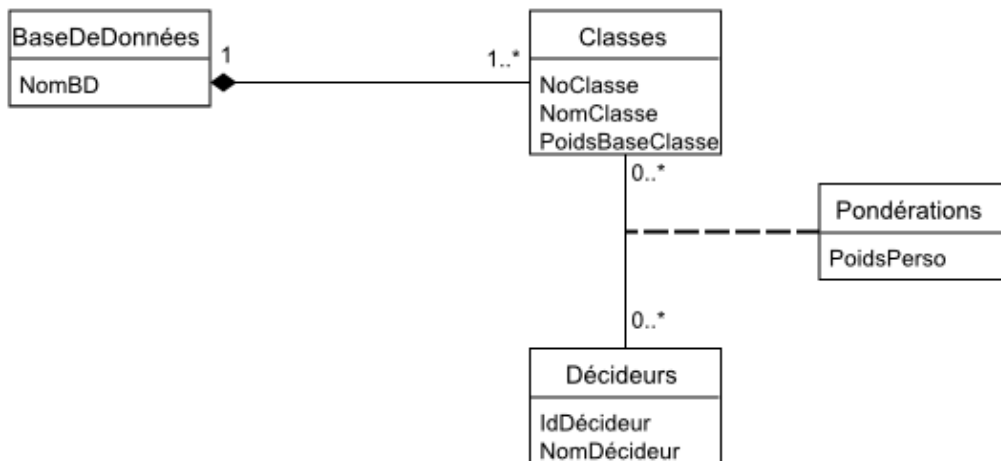 BaseDeDonnées
NomBD
1
1..*
Classes
NoClasse
NomClasse
PoidsBaseClasse
0..*
Pondérations
PoidsPerso
0..*
Décideurs
IdDécideur
NomDécideur